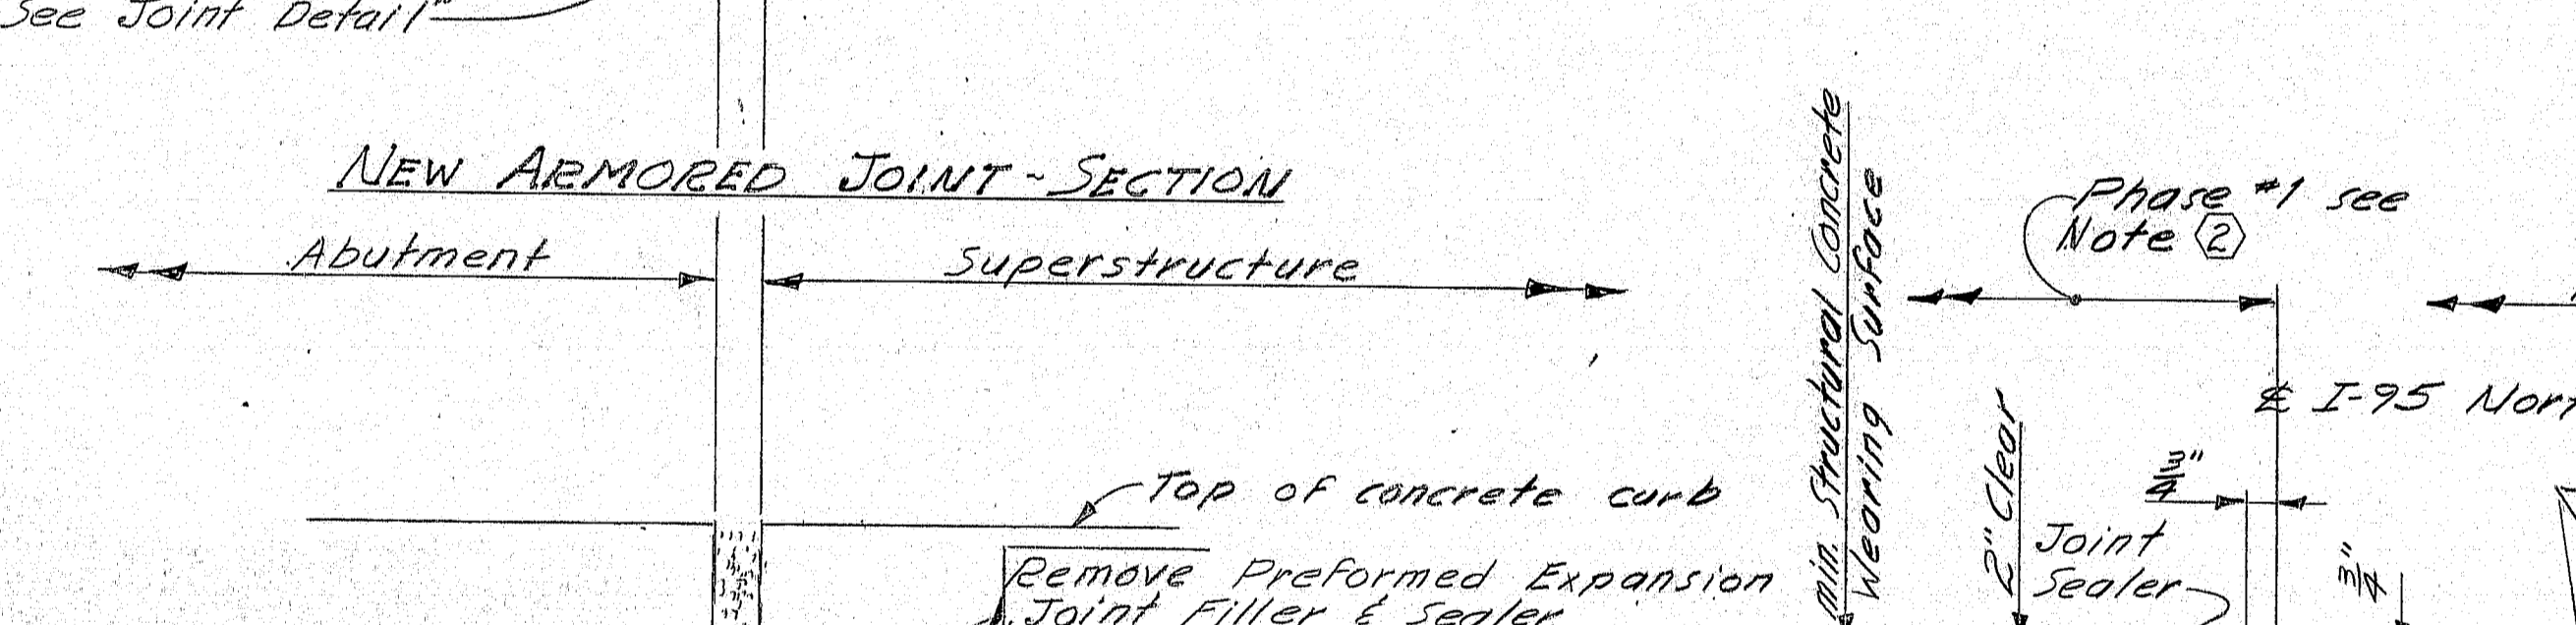 See Joint Detail"
NEW ARMORED JOINT-SECTION
Abutment
Superstructure
Top of concrete curb
Remove Preformed Expansion
Joint Filler & Sealer
min. Structural Concrete
Wearing Surface
Phase #1 see
Note 2
℄ I-95
2" Clear
3/4"
Joint
Sealer
3/4"